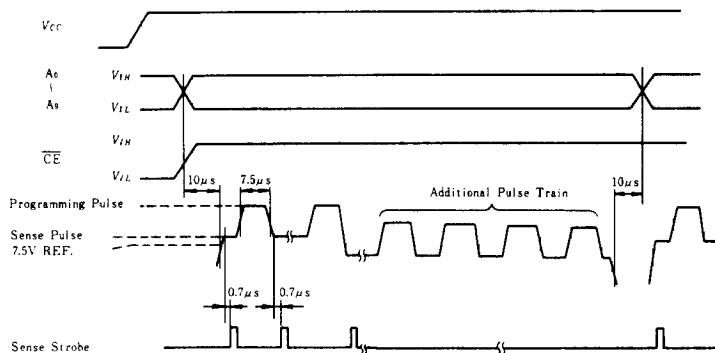 VCC
A0
VIH
≀
A9
VIL
VIH
CE
VIL
10μs
7.5μs
Additional Pulse Train
10μs
Programming Pulse
Sense Pulse
7.5V REF.
0.7μs
0.7μs
Sense Strobe